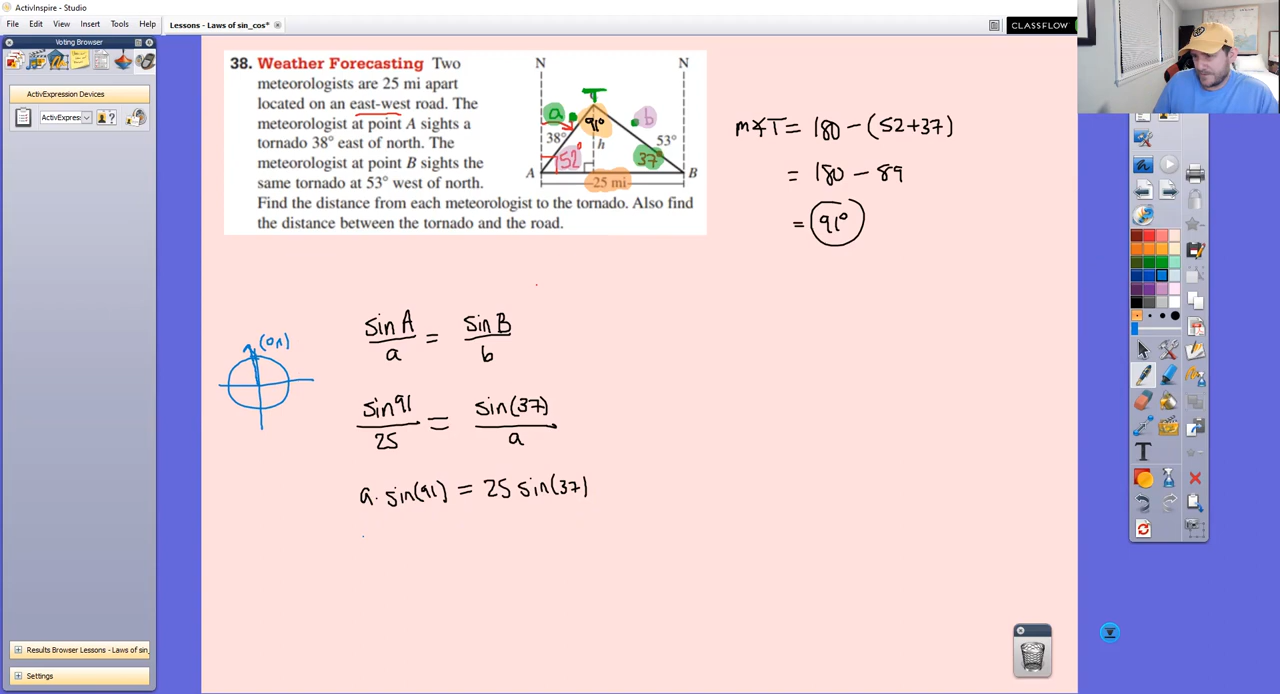 ActivInspire - Studio
File Edit View Insert Tools Help
Lessons - Laws of sin_cos*
CLASSFLOW
Voting Browser
ActivExpression Devices
ActivExpres
Results Browser Lessons - Laws of sin_
Settings
38. Weather Forecasting Two
meteorologists are 25 mi apart
located on an east-west road. The
meteorologist at point A sights a
tornado 38° east of north. The
meteorologist at point B sights the
same tornado at 53° west of north.
Find the distance from each meteorologist to the tornado. Also find
the distance between the tornado and the road.
N N
T
a 91° b
38° h 53°
52° 37°
A 25 mi B
m∡T = 180 - (52+37)
= 180 - 89
= 91°
sin A / a = sin B / b
(0,1)
sin 91 / 25 = sin(37) / a
a · sin(91) = 25 sin(37)
T